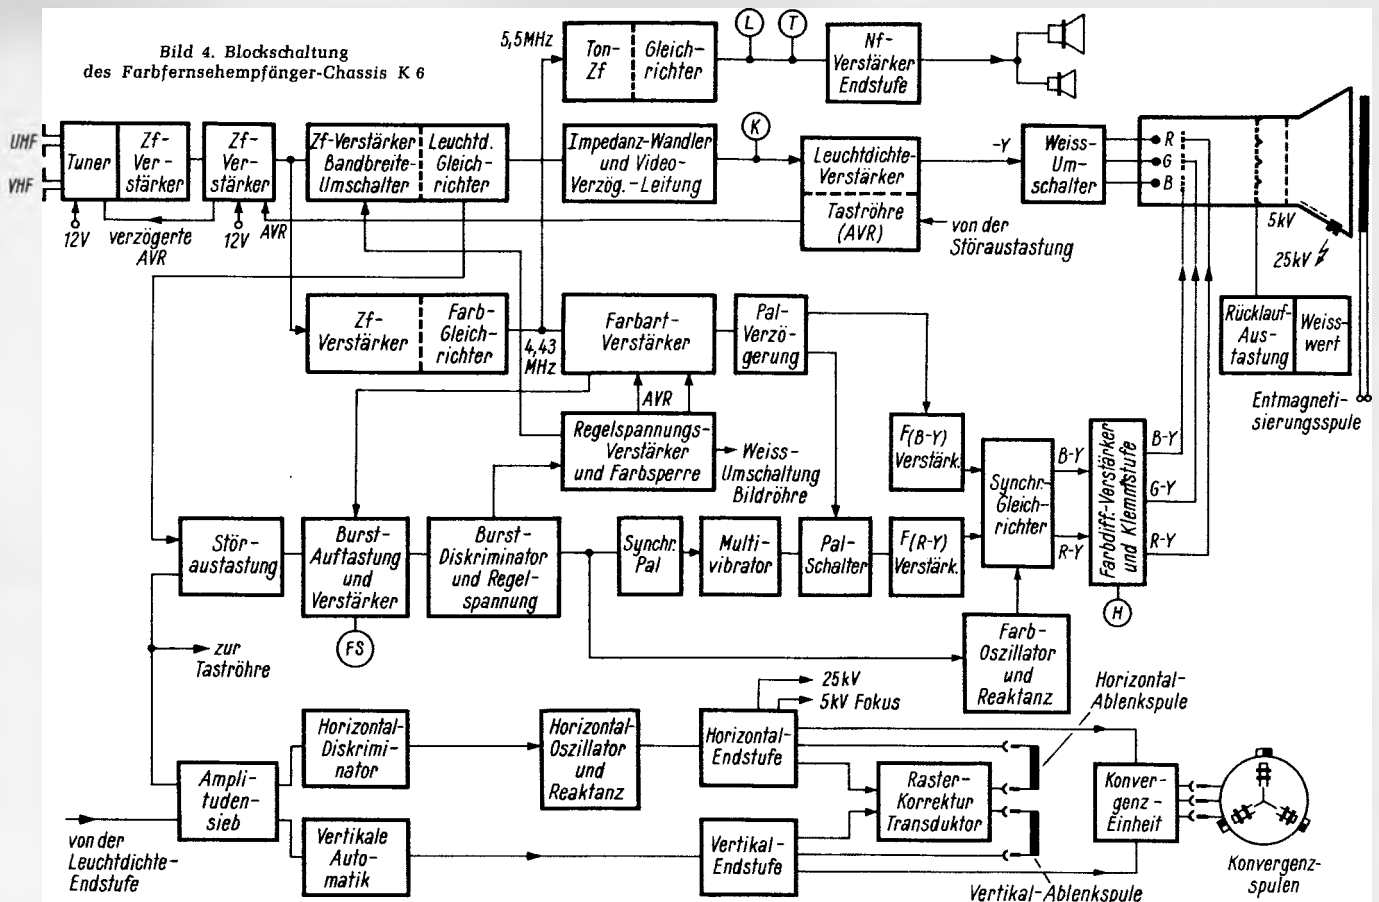 Bild 4. Blockschaltung
des Farbfernsehempfänger-Chassis K 6
5,5MHz
Ton-
Zf
Gleich-
richter
L
T
Nf-
Verstärker
Endstufe
UHF
VHF
Tuner
Zf-
Ver-
stärker
Zf-
Ver-
stärker
Zf-Verstärker
Bandbreite-
Umschalter
Leuchtd.
Gleich-
richter
Impedanz-Wandler
und Video-
Verzög.-Leitung
K
Leuchtdichte-
Verstärker
Taströhre
(AVR)
-Y
Weiss-
Um-
schalter
R
G
B
12V
verzögerte
AVR
12V
AVR
von der
Störaustastung
5kV
25kV
Zf-
Verstärker
Farb-
Gleich-
richter
4,43
MHz
Farbart-
Verstärker
Pal-
Verzö-
gerung
Rücklauf-
Aus-
tastung
Weiss-
wert
Entmagneti-
sierungsspule
AVR
Regelspannungs-
Verstärker
und Farbsperre
Weiss-
Umschaltung
Bildröhre
F(B-Y)
Verstärk.
Synchr.-
Gleich-
richter
B-Y
R-Y
Farbdiff.-Verstärker
und Klemmstufe
B-Y
G-Y
R-Y
H
Stör-
austastung
Burst-
Auftastung
und
Verstärker
FS
Burst-
Diskriminator
und Regel-
spannung
Synchr.
Pal
Multi-
vibrator
Pal-
Schalter
F(R-Y)
Verstärk.
zur
Taströhre
Farb-
Oszillator
und
Reaktanz
25kV
5kV Fokus
Horizontal-
Ablenkspule
Horizontal-
Diskrimi-
nator
Horizontal-
Oszillator
und
Reaktanz
Horizontal-
Endstufe
Ampli-
tuden-
sieb
Raster-
Korrektur
Transduktor
Konver-
genz-
Einheit
von der
Leuchtdichte-
Endstufe
Vertikale
Auto-
matik
Vertikal-
Endstufe
Vertikal-Ablenkspule
Konvergenz-
spulen